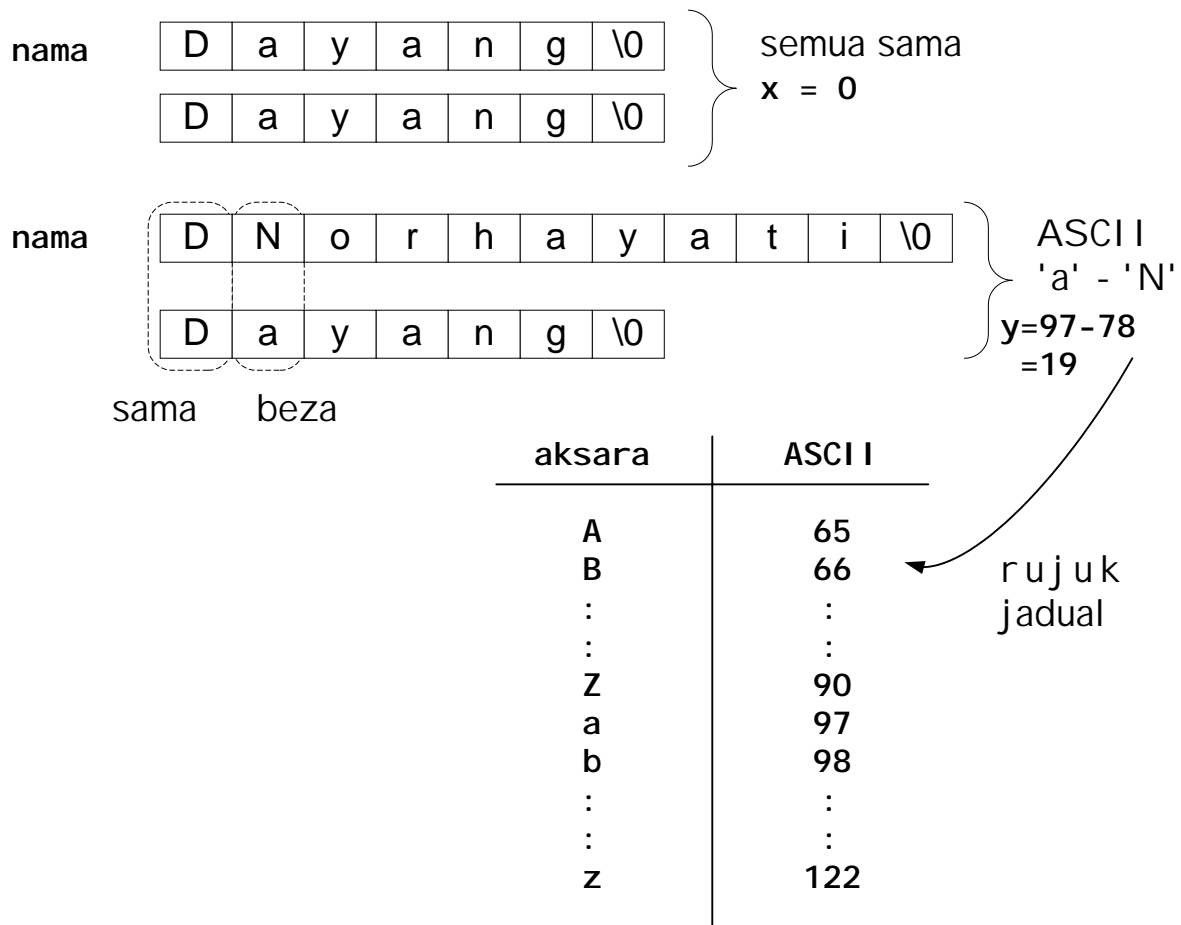 nama D a y a n g \0 semua sama
x = 0
D a y a n g \0
nama D N o r h a y a t i \0 ASCII
'a' - 'N'
D a y a n g \0 y=97-78
=19
sama beza
aksara ASCII
A 65
B 66 rujuk
: : jadual
: :
Z 90
a 97
b 98
: :
: :
z 122